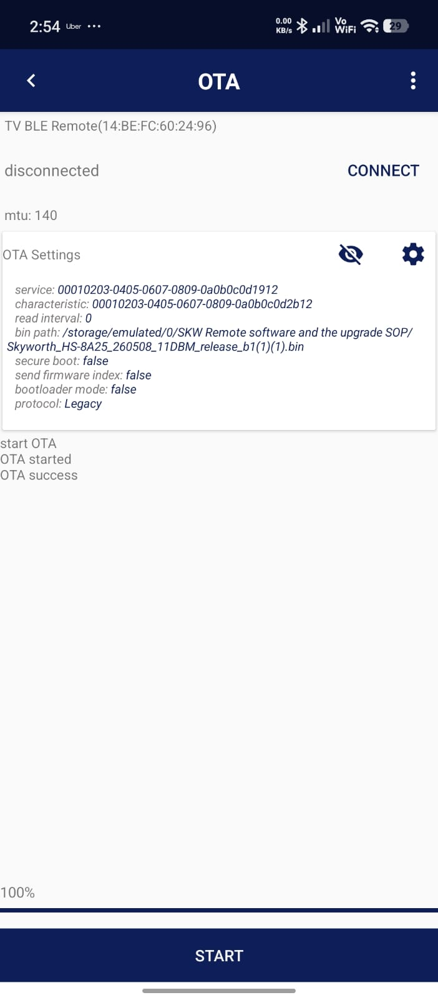 2:54 Uber ...
0.00 KB/s Vo WiFi 29
OTA
TV BLE Remote(14:BE:FC:60:24:96)
disconnected CONNECT
mtu: 140
OTA Settings
service: 00010203-0405-0607-0809-0a0b0c0d1912
characteristic: 00010203-0405-0607-0809-0a0b0c0d2b12
read interval: 0
bin path: /storage/emulated/0/SKW Remote software and the upgrade SOP/
Skyworth_HS-8A25_260508_11DBM_release_b1(1)(1).bin
secure boot: false
send firmware index: false
bootloader mode: false
protocol: Legacy
start OTA
OTA started
OTA success
100%
START